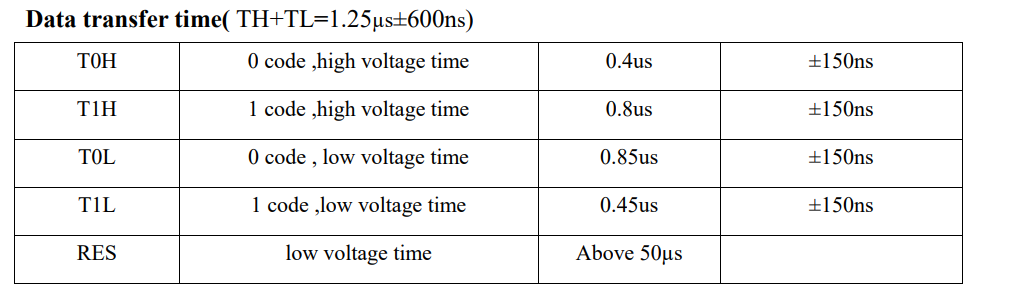 Data transfer time( TH+TL=1.25µs±600ns)
T0H 0 code ,high voltage time 0.4us ±150ns
T1H 1 code ,high voltage time 0.8us ±150ns
T0L 0 code , low voltage time 0.85us ±150ns
T1L 1 code ,low voltage time 0.45us ±150ns
RES low voltage time Above 50µs